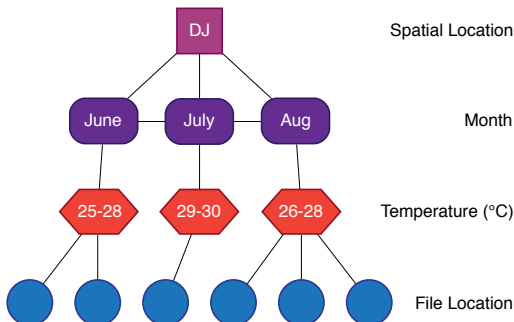 DJ
Spatial Location
June
July
Aug
Month
25-28
29-30
26-28
Temperature (°C)
File Location